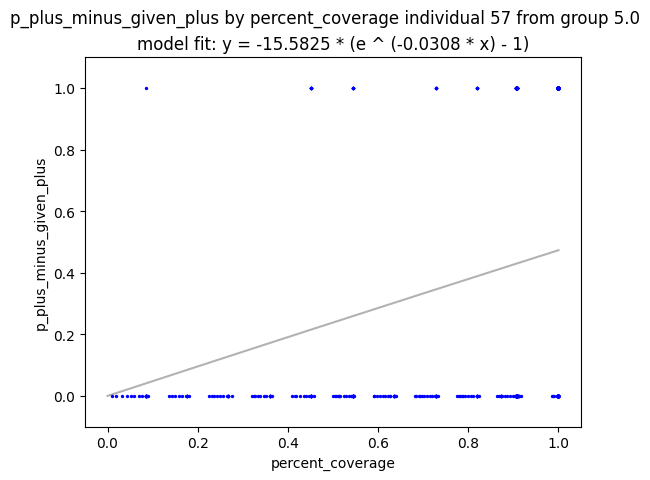 p_plus_minus_given_plus by percent_coverage individual 57 from group 5.0
model fit: y = -15.5825 * (e ^ (-0.0308 * x) - 1)
1.0
0.8
0.6
0.4
0.2
0.0
p_plus_minus_given_plus
0.0 0.2 0.4 0.6 0.8 1.0
percent_coverage